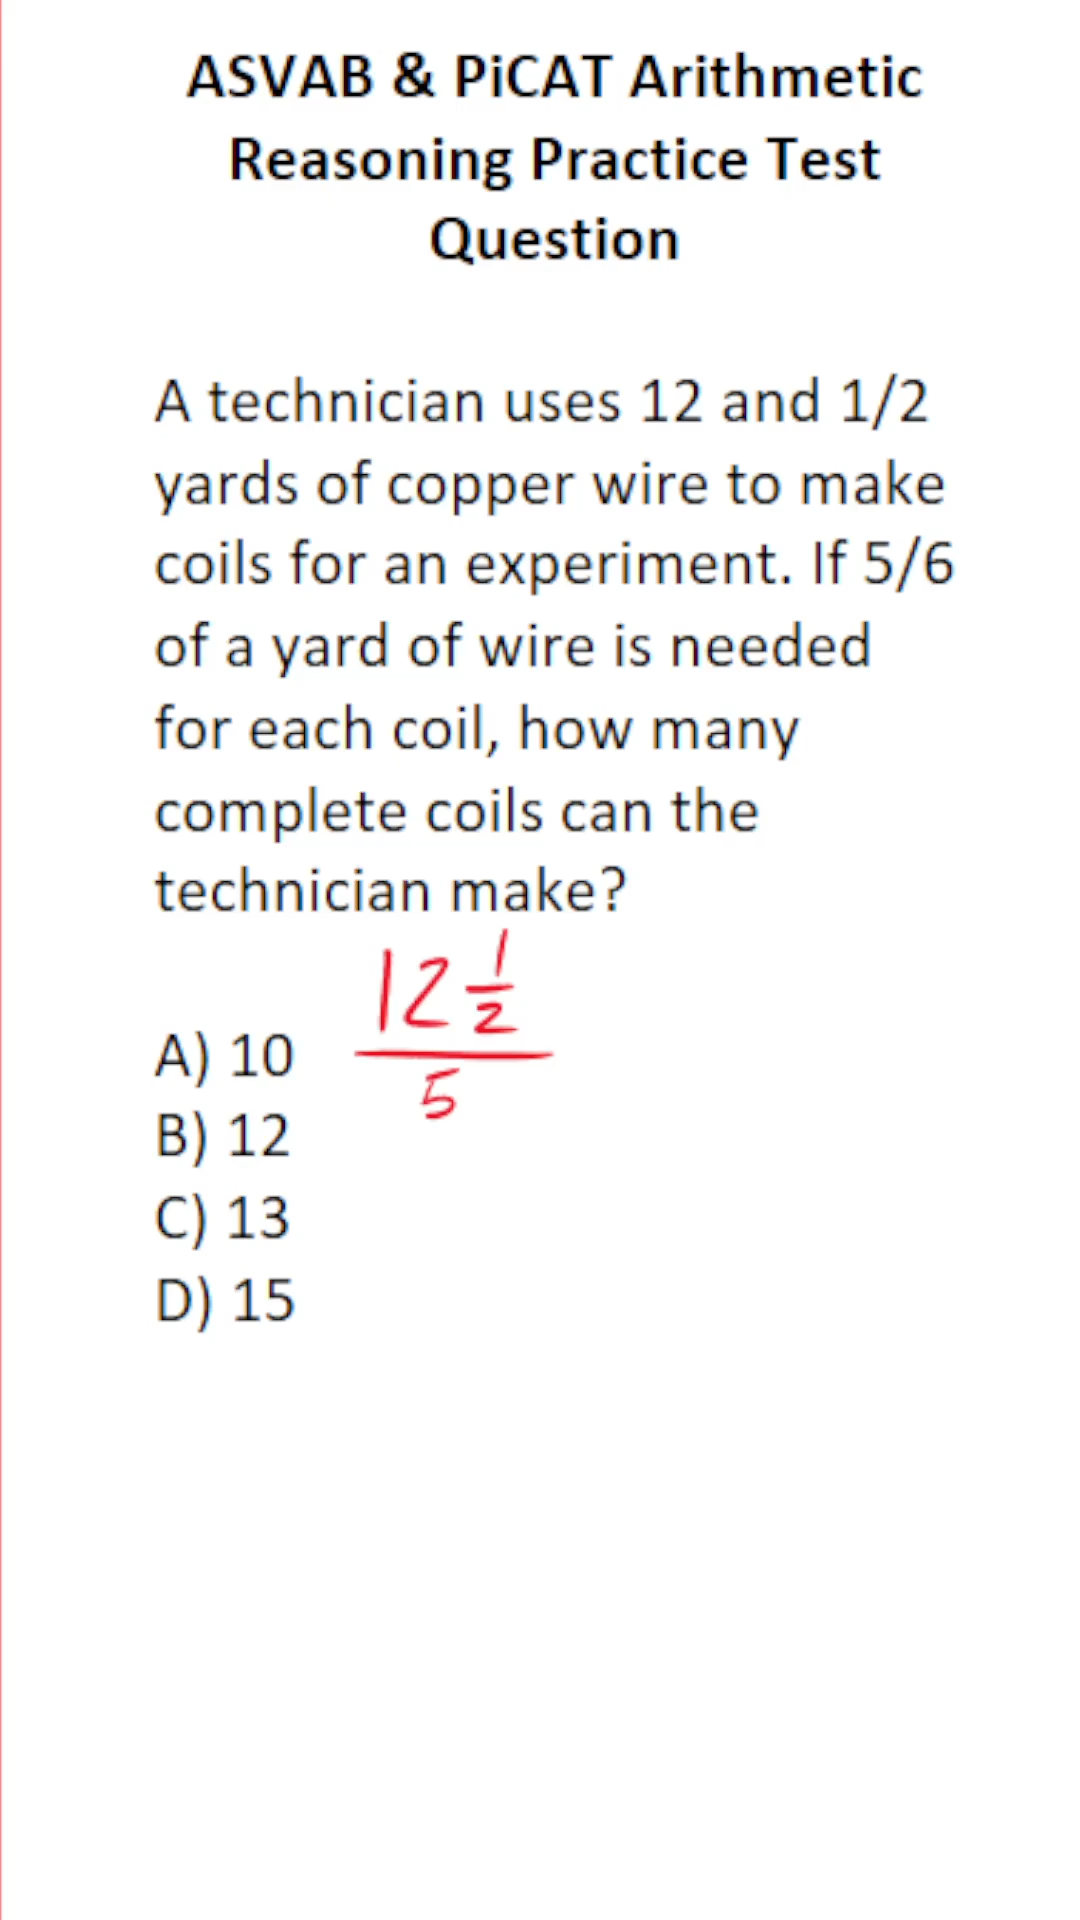 ASVAB & PiCAT Arithmetic
Reasoning Practice Test
Question
A technician uses 12 and 1/2
yards of copper wire to make
coils for an experiment. If 5/6
of a yard of wire is needed
for each coil, how many
complete coils can the
technician make?
12 1/2
5
A) 10
B) 12
C) 13
D) 15